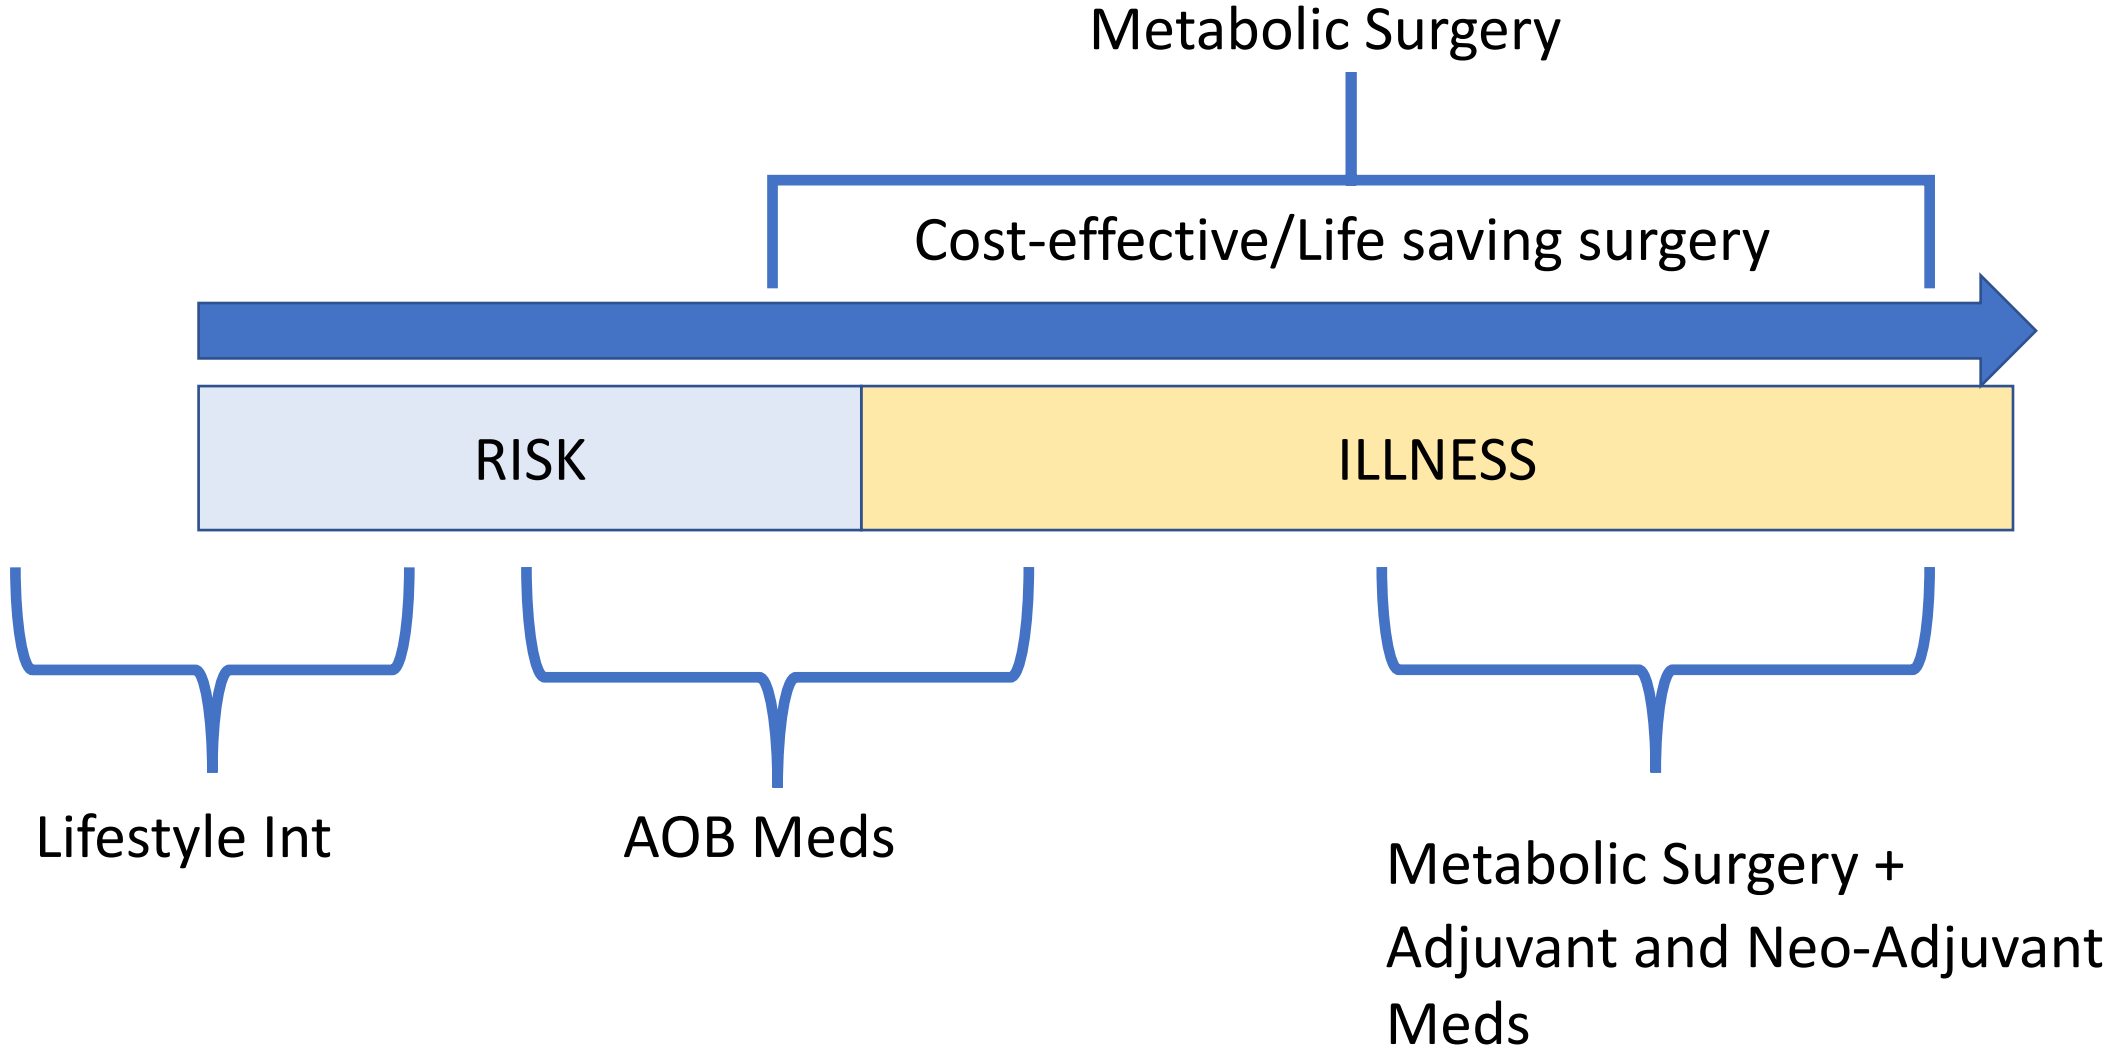 Metabolic Surgery
Cost-effective/Life saving surgery
RISK
ILLNESS
Lifestyle Int
AOB Meds
Metabolic Surgery +
Adjuvant and Neo-Adjuvant
Meds